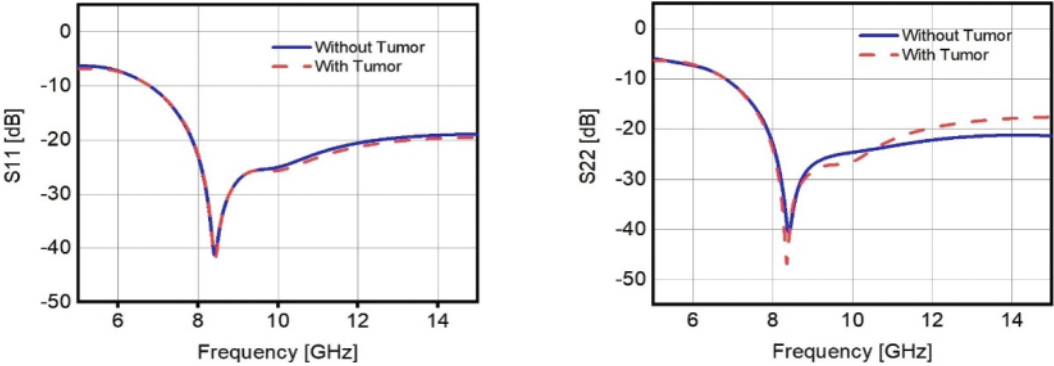 0
-10
-20
-30
-40
-50
S11 [dB]
Without Tumor
With Tumor
6 8 10 12 14
Frequency [GHz]
0
-10
-20
-30
-40
-50
S22 [dB]
Without Tumor
With Tumor
6 8 10 12 14
Frequency [GHz]